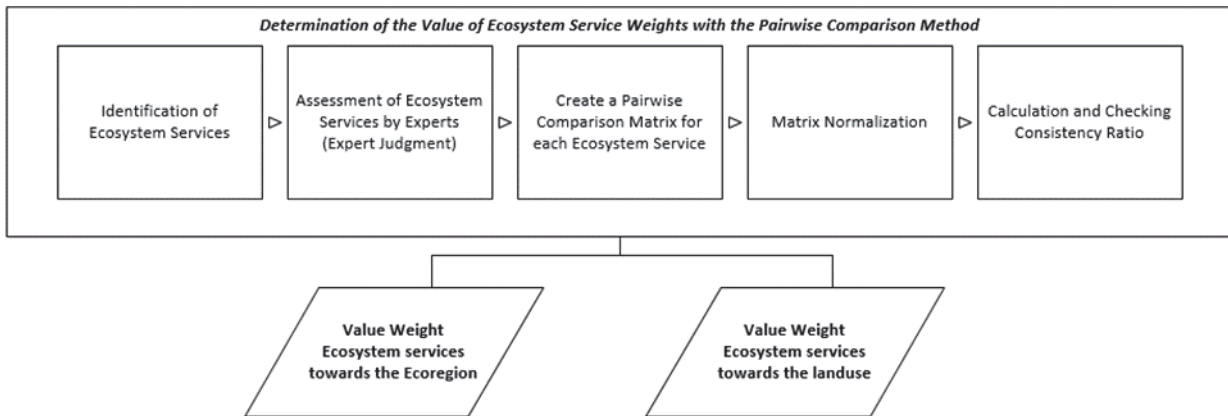 Determination of the Value of Ecosystem Service Weights with the Pairwise Comparison Method
Identification of
Ecosystem Services
Assessment of Ecosystem
Services by Experts
(Expert Judgment)
Create a Pairwise
Comparison Matrix for
each Ecosystem Service
Matrix Normalization
Calculation and Checking
Consistency Ratio
Value Weight
Ecosystem services
towards the Ecoregion
Value Weight
Ecosystem services
towards the landuse